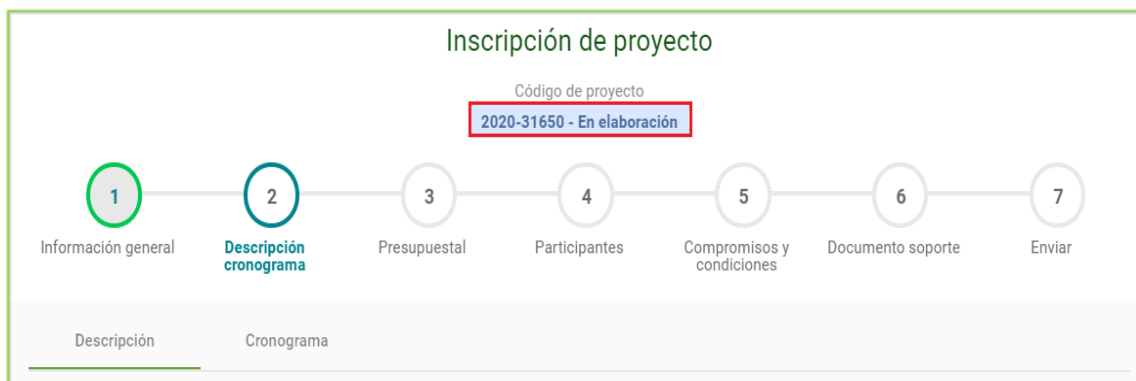 Inscripción de proyecto
Código de proyecto
2020-31650 - En elaboración
1 2 3 4 5 6 7
Información general Descripción Presupuestal Participantes Compromisos y Documento soporte Enviar
cronograma condiciones
Descripción Cronograma